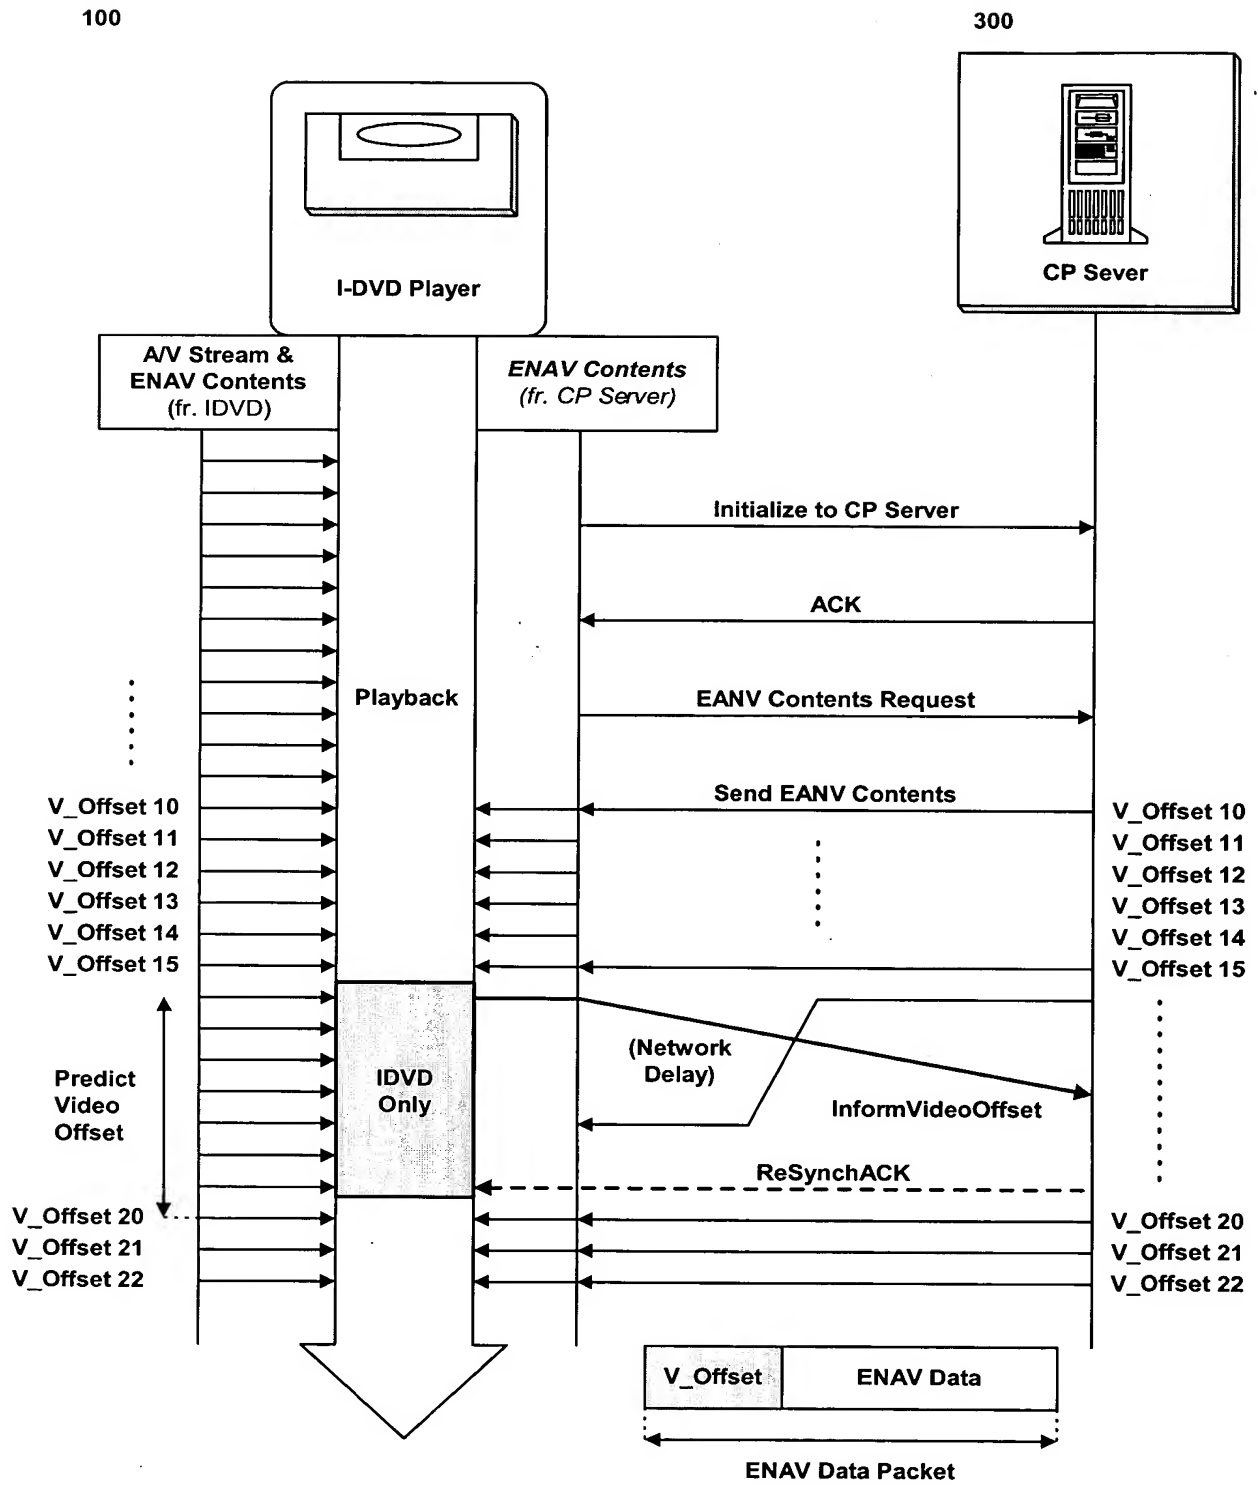 100
300
I-DVD Player
CP Sever
A/V Stream &
ENAV Contents
(fr. IDVD)
ENAV Contents
(fr. CP Server)
Initialize to CP Server
ACK
Playback
EANV Contents Request
Send EANV Contents
V_Offset 10
V_Offset 11
V_Offset 12
V_Offset 13
V_Offset 14
V_Offset 15
V_Offset 10
V_Offset 11
V_Offset 12
V_Offset 13
V_Offset 14
V_Offset 15
Predict
Video
Offset
IDVD
Only
(Network
Delay)
InformVideoOffset
ReSynchACK
V_Offset 20
V_Offset 21
V_Offset 22
V_Offset 20
V_Offset 21
V_Offset 22
V_Offset
ENAV Data
ENAV Data Packet